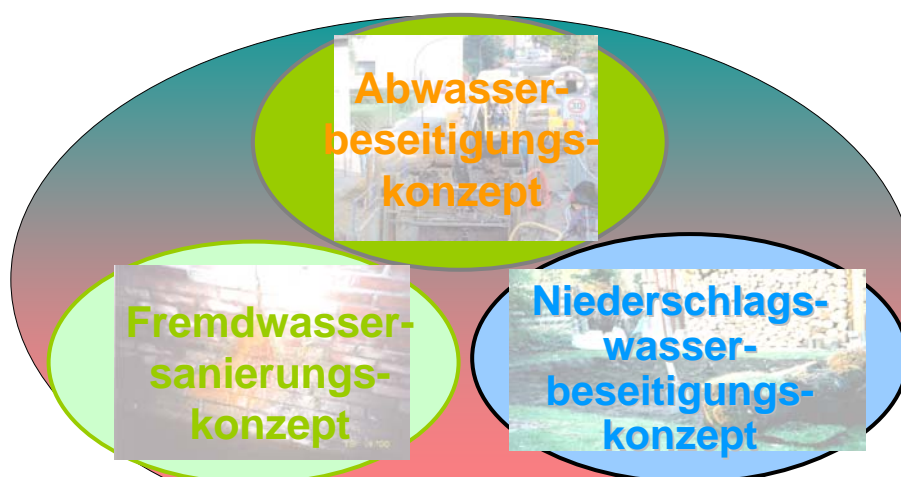 Abwasser-
beseitigungs-
konzept
Fremdwasser-
sanierungs-
konzept
Niederschlags-
wasser-
beseitigungs-
konzept